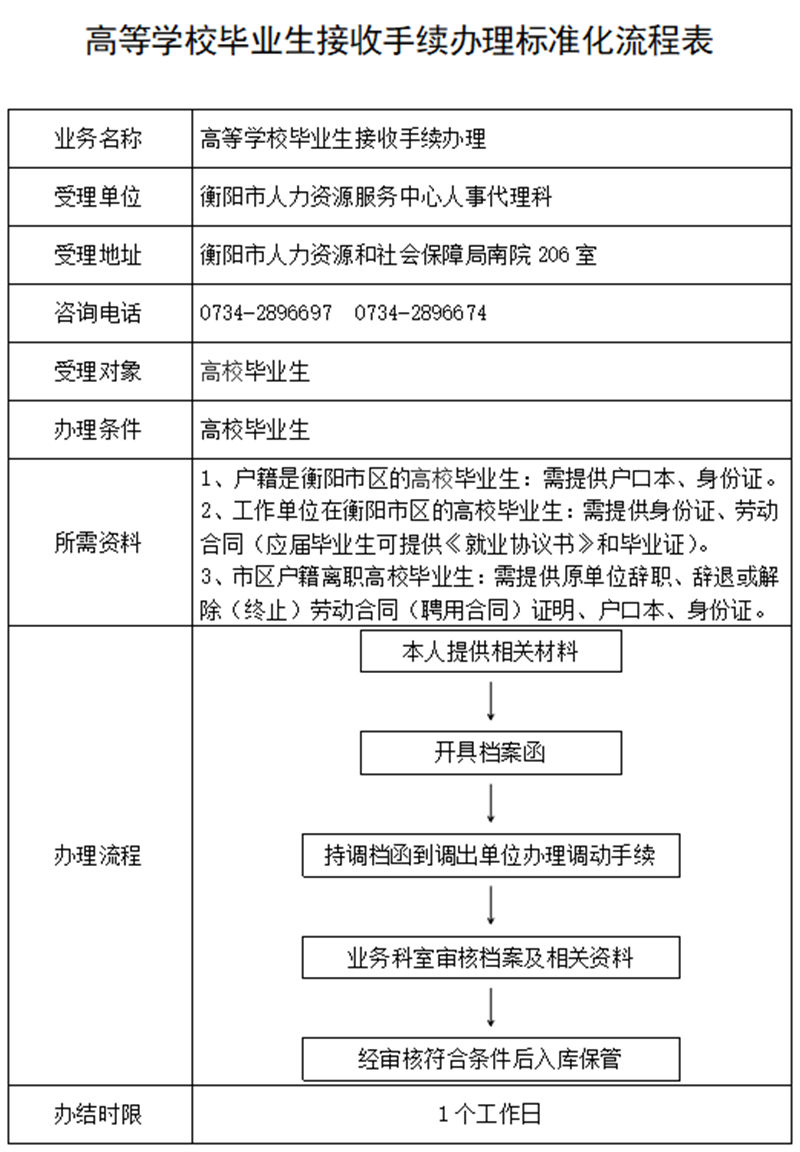 高等学校毕业生接收手续办理标准化流程表
业务名称
高等学校毕业生接收手续办理
受理单位
衡阳市人力资源服务中心人事代理科
受理地址
衡阳市人力资源和社会保障局南院 206 室
咨询电话
0734-2896697 0734-2896674
受理对象
高校毕业生
办理条件
高校毕业生
所需资料
1、户籍是衡阳市区的高校毕业生：需提供户口本、身份证。
2、工作单位在衡阳市区的高校毕业生：需提供身份证、劳动
合同（应届毕业生可提供《就业协议书》和毕业证）。
3、市区户籍离职高校毕业生：需提供原单位辞职、辞退或解
除（终止）劳动合同（聘用合同）证明、户口本、身份证。
办理流程
本人提供相关材料
开具档案函
持调档函到调出单位办理调动手续
业务科室审核档案及相关资料
经审核符合条件后入库保管
办结时限
1 个工作日